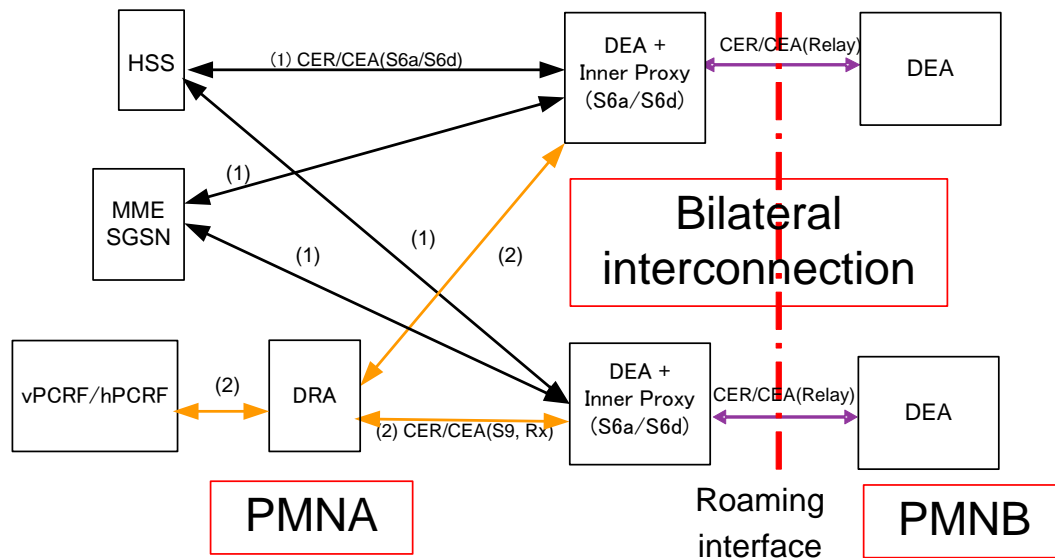 HSS
(1) CER/CEA(S6a/S6d)
DEA +
Inner Proxy
(S6a/S6d)
CER/CEA(Relay)
DEA
(1)
MME
SGSN
(1)
(1)
(2)
Bilateral
interconnection
vPCRF/hPCRF
(2)
DRA
(2) CER/CEA(S9, Rx)
DEA +
Inner Proxy
(S6a/S6d)
CER/CEA(Relay)
DEA
PMNA
Roaming
interface
PMNB